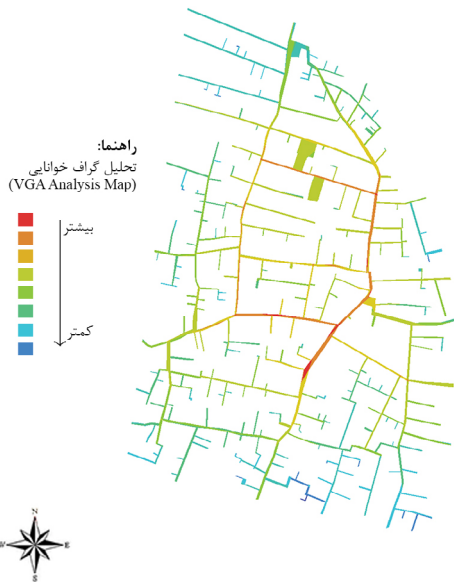 راهنما:
تحلیل گراف خوانایی
(VGA Analysis Map)
بیشتر
کمتر
N
E
S